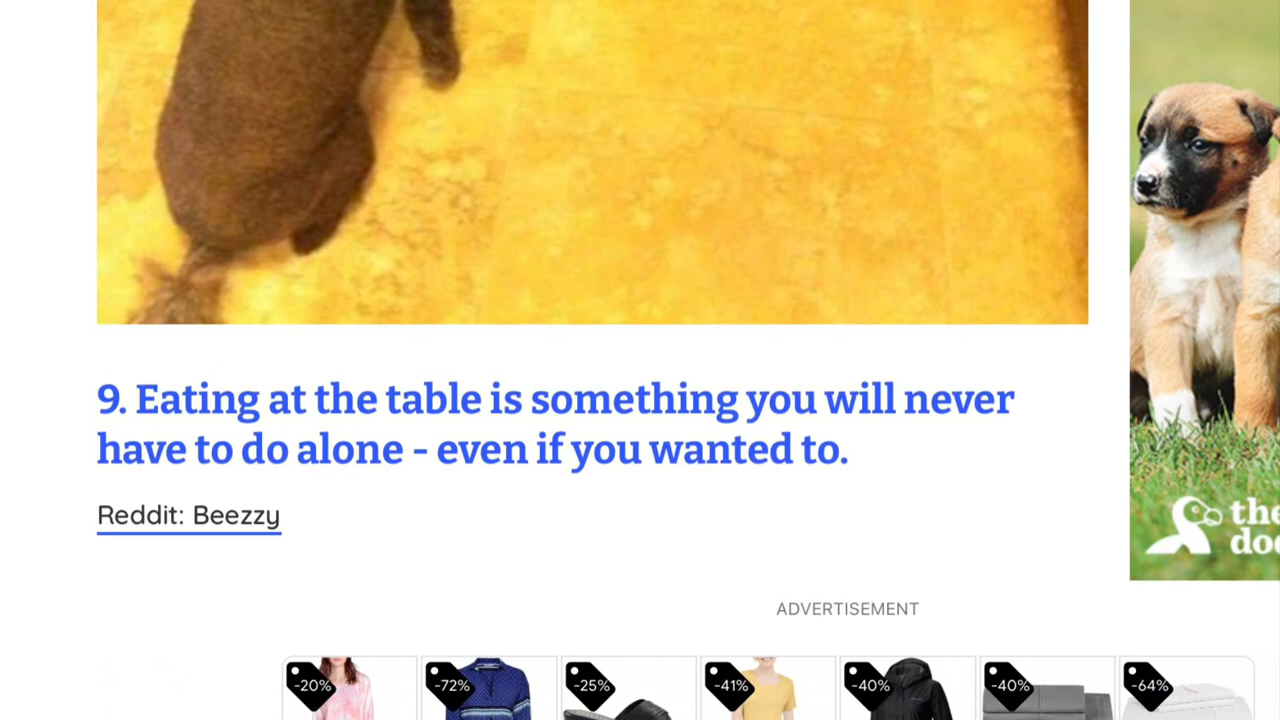 9. Eating at the table is something you will never
have to do alone - even if you wanted to.
Reddit: Beezzy
the
ADVERTISEMENT
-20%
-72%
-25%
-41%
-40%
-40%
-64%